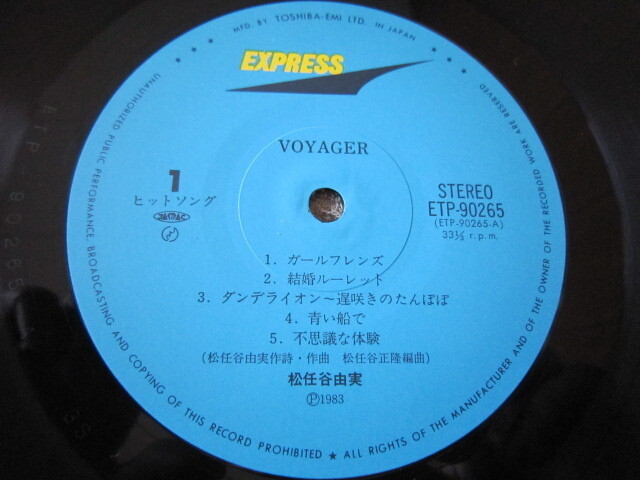 MFD. BY TOSHIBA-EMI LTD. IN JAPAN
EXPRESS
VOYAGER
1
ヒットソング
STEREO
ETP-90265
(ETP-90265-A)
33⅓ r.p.m.
1. ガールフレンズ
2. 結婚ルーレット
3. ダンデライオン〜遅咲きのたんぽぽ
4. 青い船で
5. 不思議な体験
(松任谷由実作詩・作曲 松任谷正隆編曲)
松任谷由実
Ⓟ1983
UNAUTHORIZED PUBLIC PERFORMANCE, BROADCASTING AND COPYING OF THIS RECORD PROHIBITED ★ ALL RIGHTS OF THE MANUFACTURER AND OF THE OWNER OF THE RECORDED WORK ARE RESERVED
ETP 90265